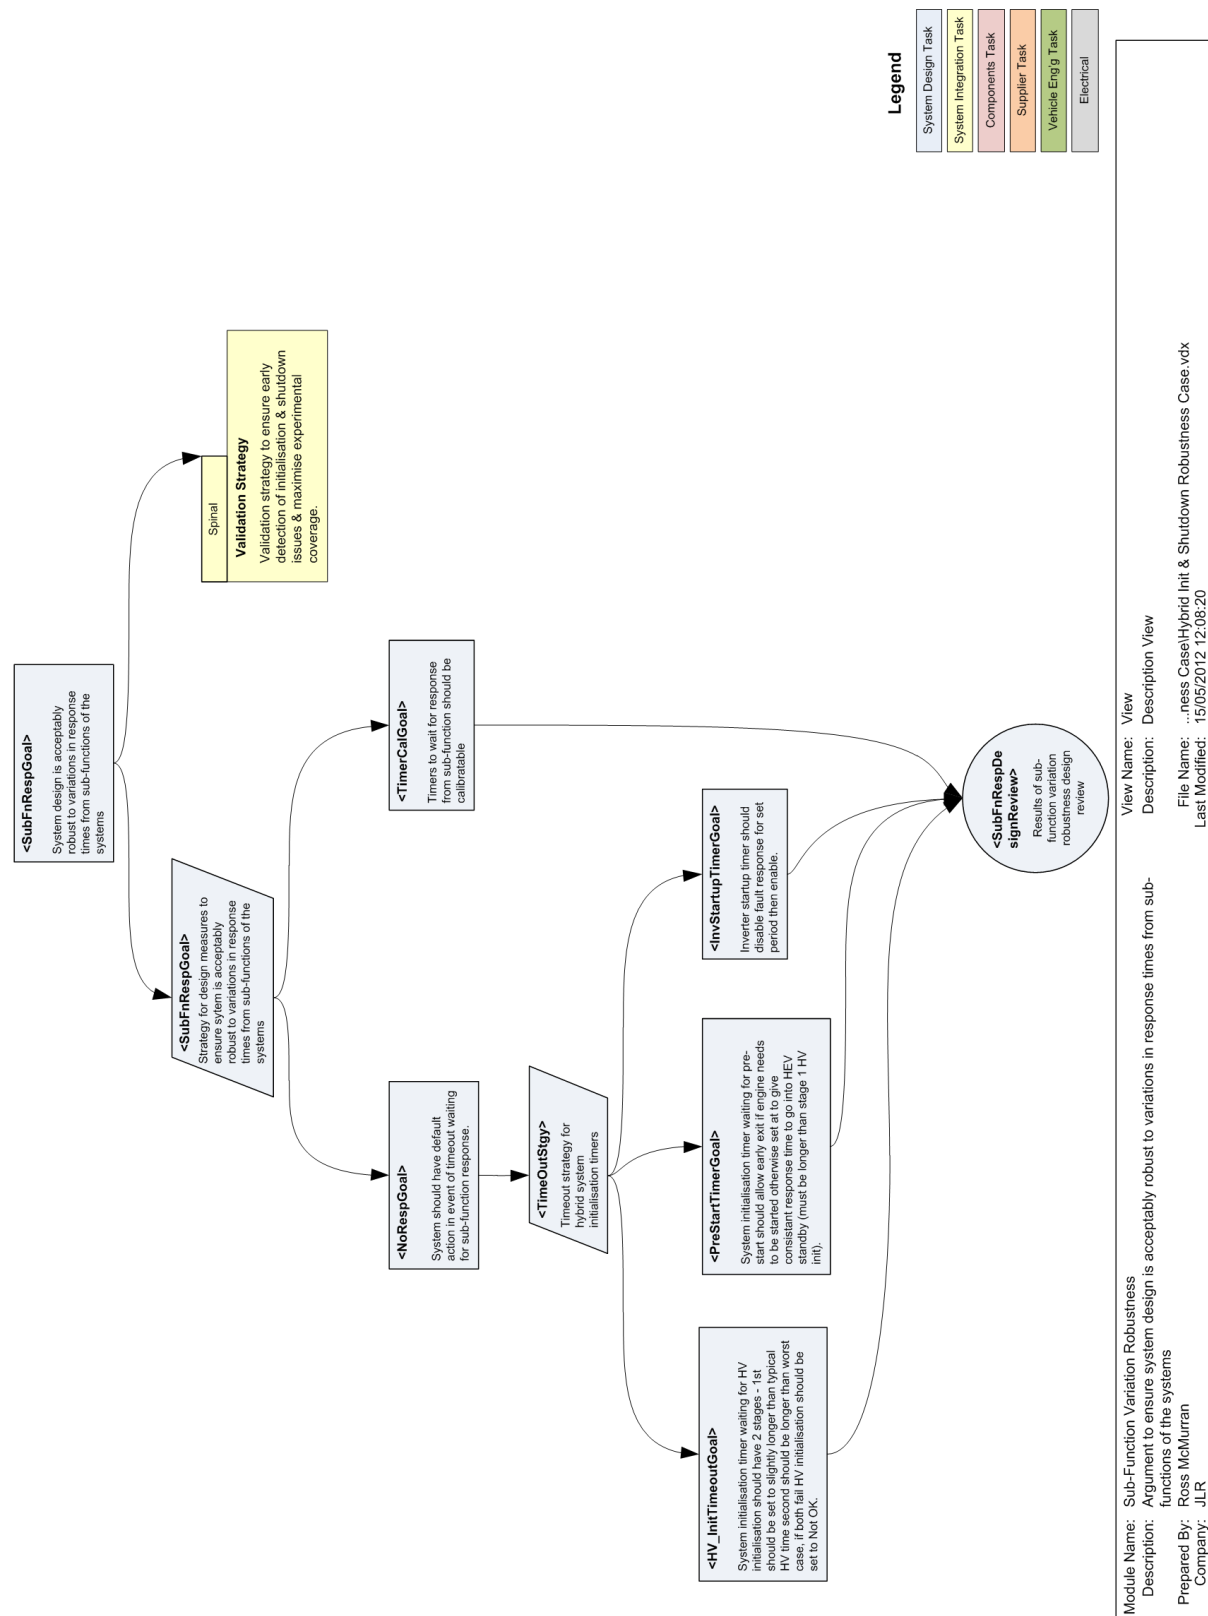 <SubFnRespGoal>
System design is acceptably
robust to variations in response
times from sub-functions of the
systems
<SubFnRespGoal>
Strategy for design measures to
ensure sytem is acceptably
robust to variations in response
times from sub-functions of the
systems
Spinal
Validation Strategy
Validation strategy to ensure early
detection of initialisation & shutdown
issues & maximise experimental
coverage.
<NoRespGoal>
System should have default
action in event of timeout waiting
for sub-function response.
<TimerCalGoal>
Timers to wait for response
from sub-function should be
calibratable
<TimeOutStgy>
Timeout strategy for
hybrid system
initialisation timers
<HV_InitTimeoutGoal>
System initialisation timer waiting for HV
initialisation should have 2 stages - 1st
should be set to slightly longer than typical
HV time second should be longer than worst
case, if both fail HV initialisation should be
set to Not OK.
<PreStartTimerGoal>
System initialisation timer waiting for pre-
start should allow early exit if engine needs
to be started otherwise set at to give
consistant response time to go into HEV
standby (must be longer than stage 1 HV
init).
<InvStartupTimerGoal>
Inverter startup timer should
disable fault response for set
period then enable.
<SubFnRespDe
signReview>
Results of sub-
function variation
robustness design
review
Legend
System Design Task
System Integration Task
Components Task
Supplier Task
Vehicle Eng'g Task
Electrical
Module Name: Sub-Function Variation Robustness
Description: Argument to ensure system design is acceptably robust to variations in response times from sub-
functions of the systems
Prepared By: Ross McMurran
Company: JLR
View Name: View
Description: Description View
File Name: ...ness Case\Hybrid Init & Shutdown Robustness Case.vdx
Last Modified: 15/05/2012 12:08:20